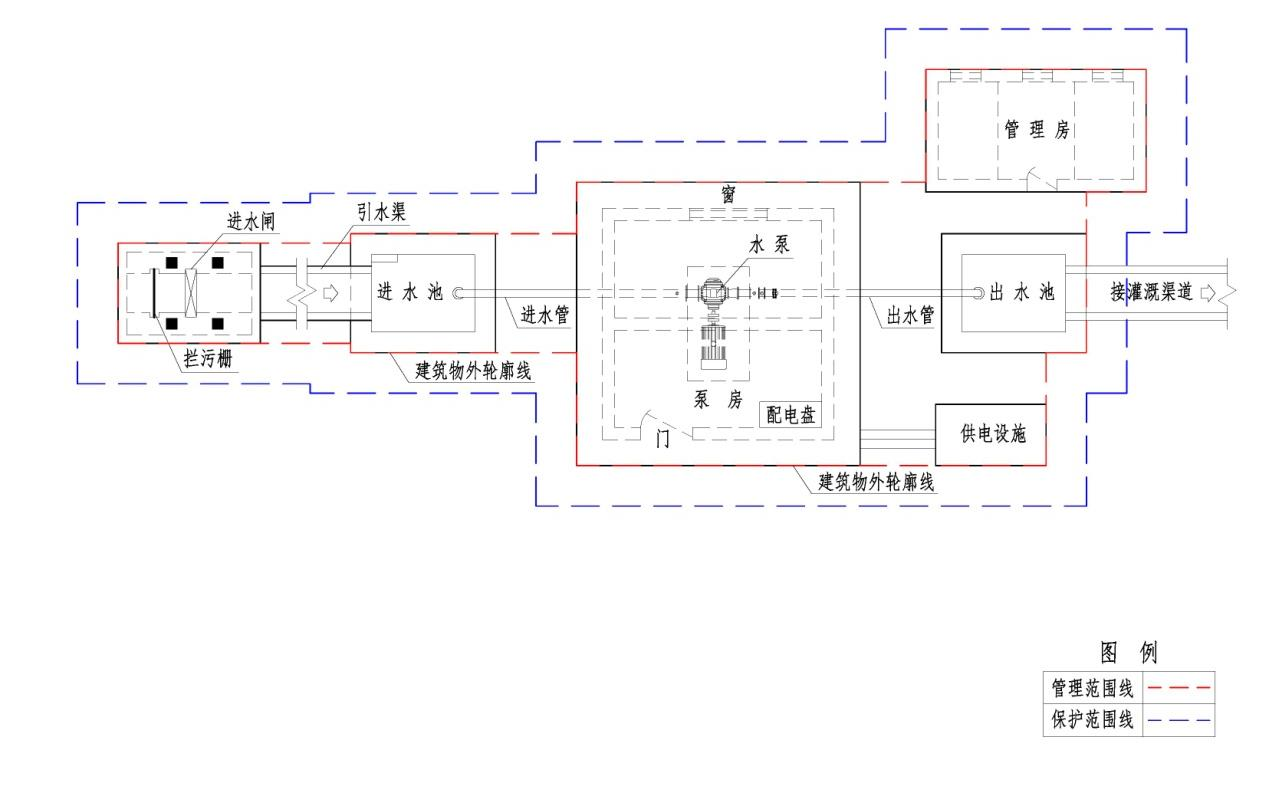 管理房
窗
引水渠
进水闸
水泵
进水池
出水池
接灌溉渠道
进水管
出水管
拦污栅
建筑物外轮廓线
泵房
配电盘
门
供电设施
建筑物外轮廓线
图例
管理范围线
保护范围线